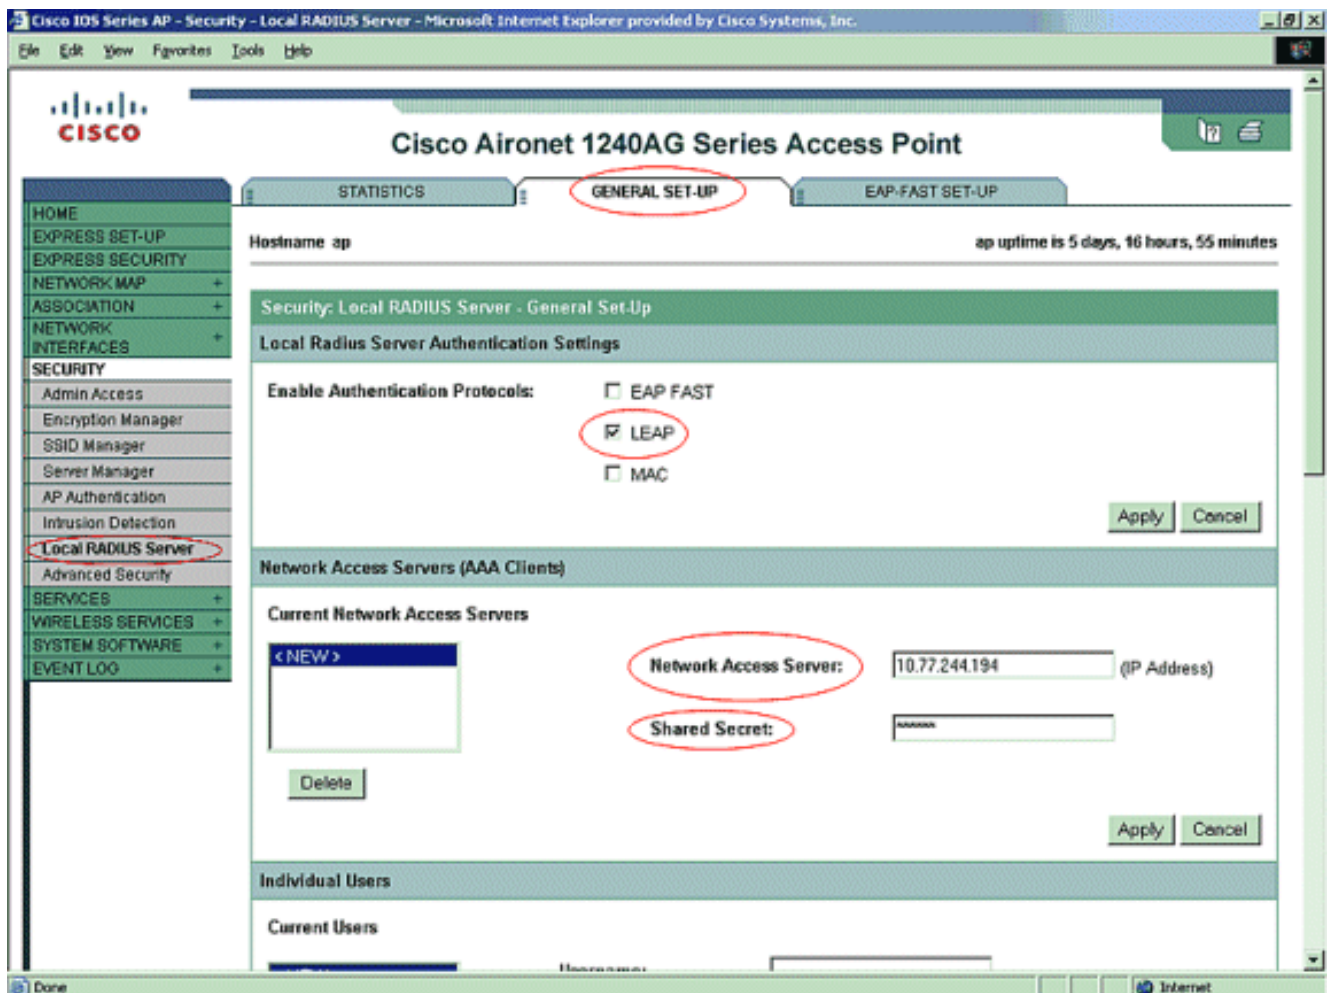 Cisco IOS Series AP - Security - Local RADIUS Server - Microsoft Internet Explorer provided by Cisco Systems, Inc.
File Edit View Favorites Tools Help
CISCO
Cisco Aironet 1240AG Series Access Point
STATISTICS GENERAL SET-UP EAP-FAST SET-UP
HOME
EXPRESS SET-UP
EXPRESS SECURITY
NETWORK MAP +
ASSOCIATION +
NETWORK
INTERFACES +
SECURITY
Admin Access
Encryption Manager
SSID Manager
Server Manager
AP Authentication
Intrusion Detection
Local RADIUS Server
Advanced Security
SERVICES +
WIRELESS SERVICES +
SYSTEM SOFTWARE +
EVENT LOG +
Hostname ap ap uptime is 5 days, 16 hours, 55 minutes
Security: Local RADIUS Server - General Set-Up
Local Radius Server Authentication Settings
Enable Authentication Protocols: EAP FAST
LEAP
MAC
Apply Cancel
Network Access Servers (AAA Clients)
Current Network Access Servers
< NEW >
Network Access Server: 10.77.244.194 (IP Address)
Shared Secret: ******
Delete
Apply Cancel
Individual Users
Current Users
Username:
Done Internet